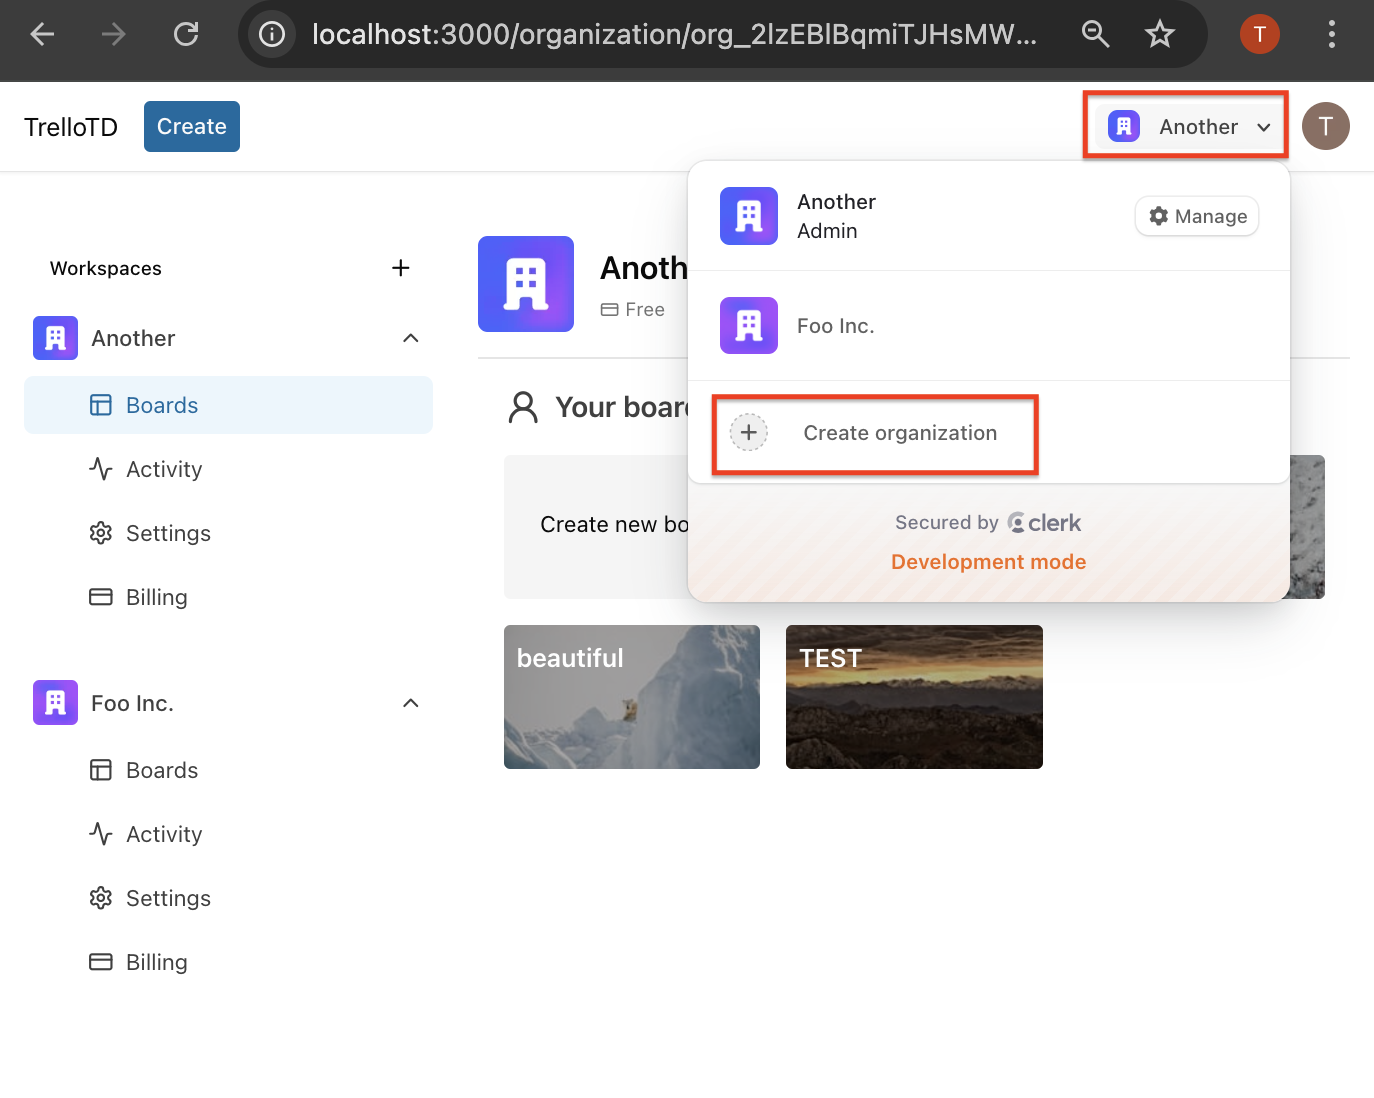 localhost:3000/organization/org_2lzEBlBqmiTJHsMW...
T
TrelloTD
Create
Another
T
Another
Admin
Manage
Foo Inc.
Create organization
Secured by clerk
Development mode
Workspaces
Another
Boards
Activity
Settings
Billing
Foo Inc.
Boards
Activity
Settings
Billing
Anoth
Free
Your boar
Create new bo
beautiful
TEST